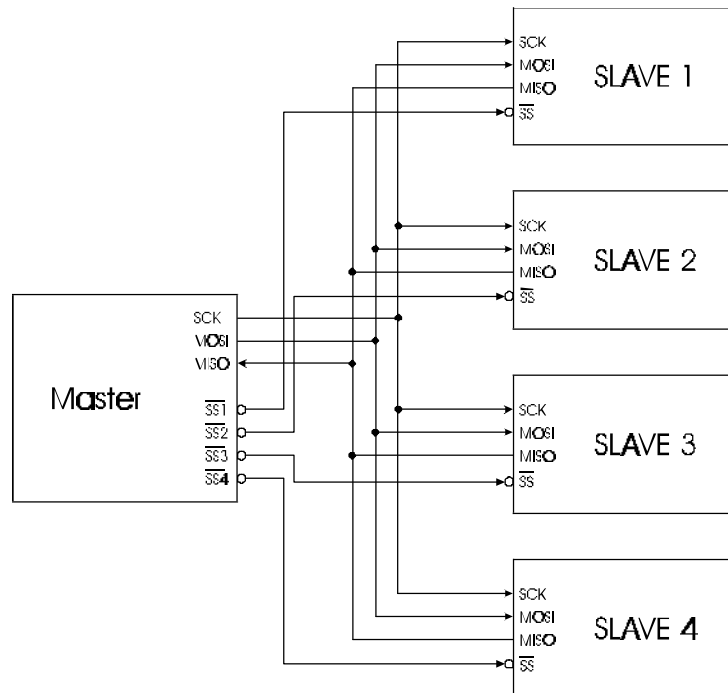 SCK
MOSI
MISO
SS
SLAVE 1
SCK
MOSI
MISO
SS
SLAVE 2
Master
SCK
MOSI
MISO
SS1
SS2
SS3
SS4
SCK
MOSI
MISO
SS
SLAVE 3
SCK
MOSI
MISO
SS
SLAVE 4